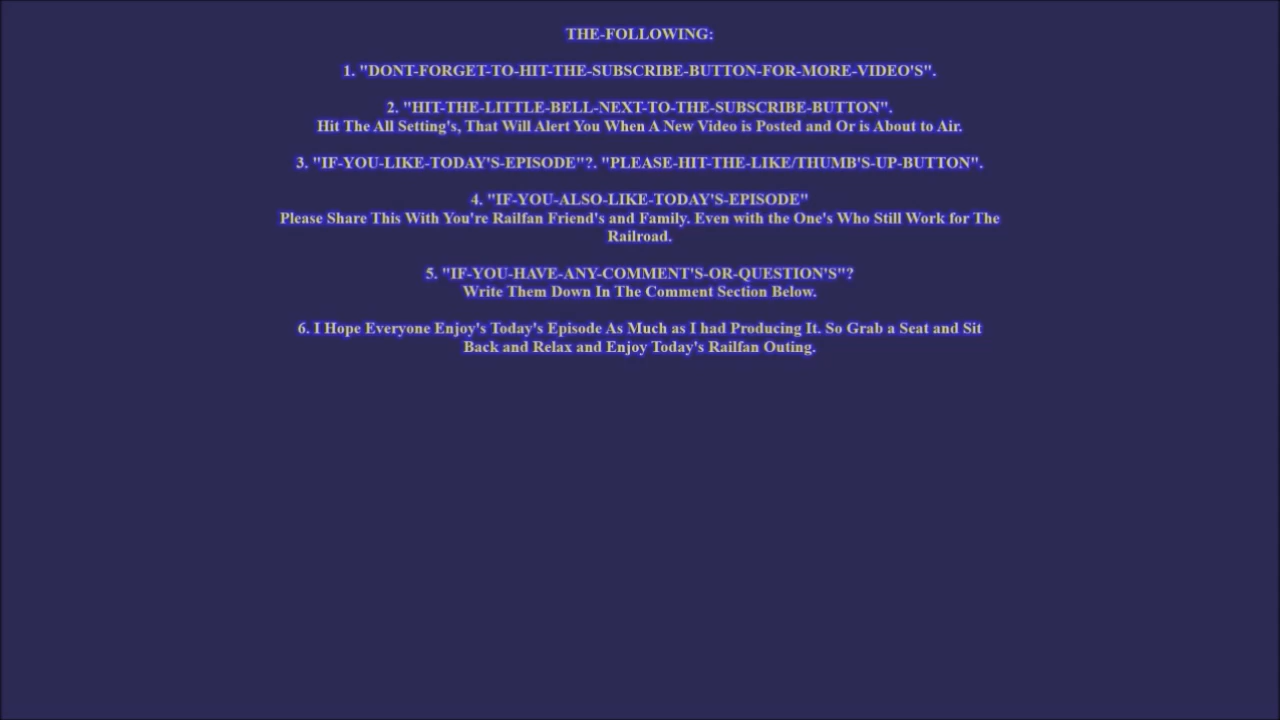 THE-FOLLOWING:
1. "DONT-FORGET-TO-HIT-THE-SUBSCRIBE-BUTTON-FOR-MORE-VIDEO'S".
2. "HIT-THE-LITTLE-BELL-NEXT-TO-THE-SUBSCRIBE-BUTTON".
Hit The All Setting's, That Will Alert You When A New Video is Posted and Or is About to Air.
3. "IF-YOU-LIKE-TODAY'S-EPISODE"?. "PLEASE-HIT-THE-LIKE/THUMB'S-UP-BUTTON".
4. "IF-YOU-ALSO-LIKE-TODAY'S-EPISODE"
Please Share This With You're Railfan Friend's and Family. Even with the One's Who Still Work for The
Railroad.
5. "IF-YOU-HAVE-ANY-COMMENT'S-OR-QUESTION'S"?
Write Them Down In The Comment Section Below.
6. I Hope Everyone Enjoy's Today's Episode As Much as I had Producing It. So Grab a Seat and Sit
Back and Relax and Enjoy Today's Railfan Outing.